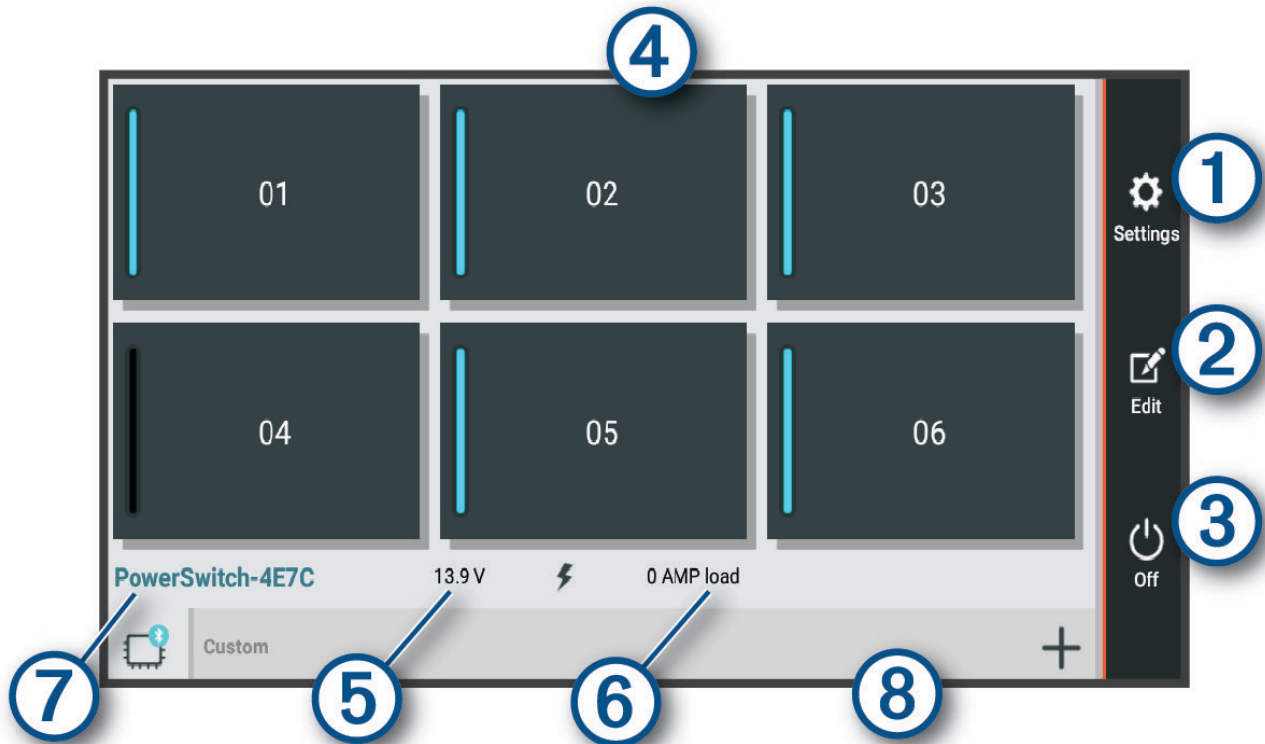 4
01 02 03
1
Settings
2
Edit
04 05 06
3
Off
PowerSwitch-4E7C 13.9 V 0 AMP load
Custom
7 5 6 8